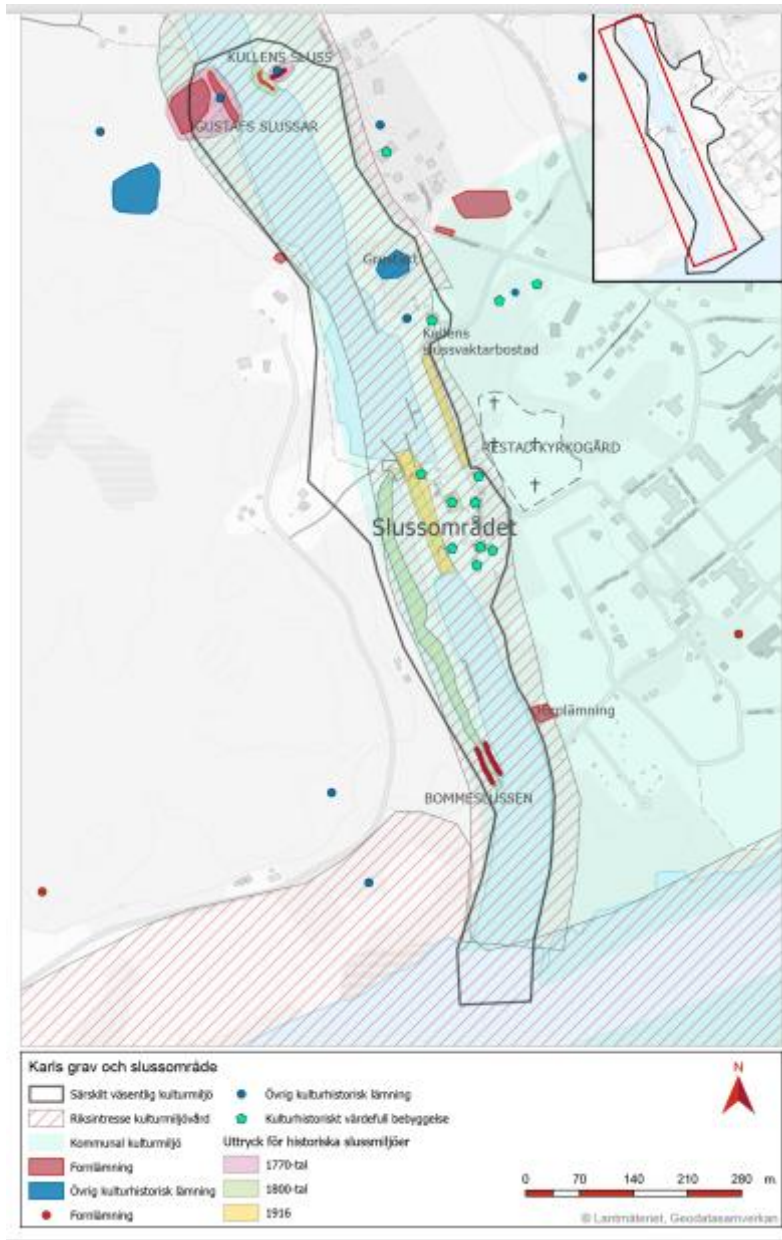 KULLENS SLUSS
GUSTAFS SLUSSAR
Kullens
slussvaktarbostad
RESTAD KYRKOGÅRD
Slussområdet
BOMMESLUSSEN
Karls grav och slussområde
Särskilt väsentlig kulturmiljö
Övrig kulturhistorisk lämning
Riksintresse kulturmiljövård
Kulturhistoriskt värdefull bebyggelse
Kommunal kulturmiljö
Uttryck för historiska slussmiljöer
Fornlämning
1770-tal
Övrig kulturhistorisk lämning
1800-tal
Fornlämning
1916
N
0 70 140 210 280 m
© Lantmäteriet, Geodatasamverkan